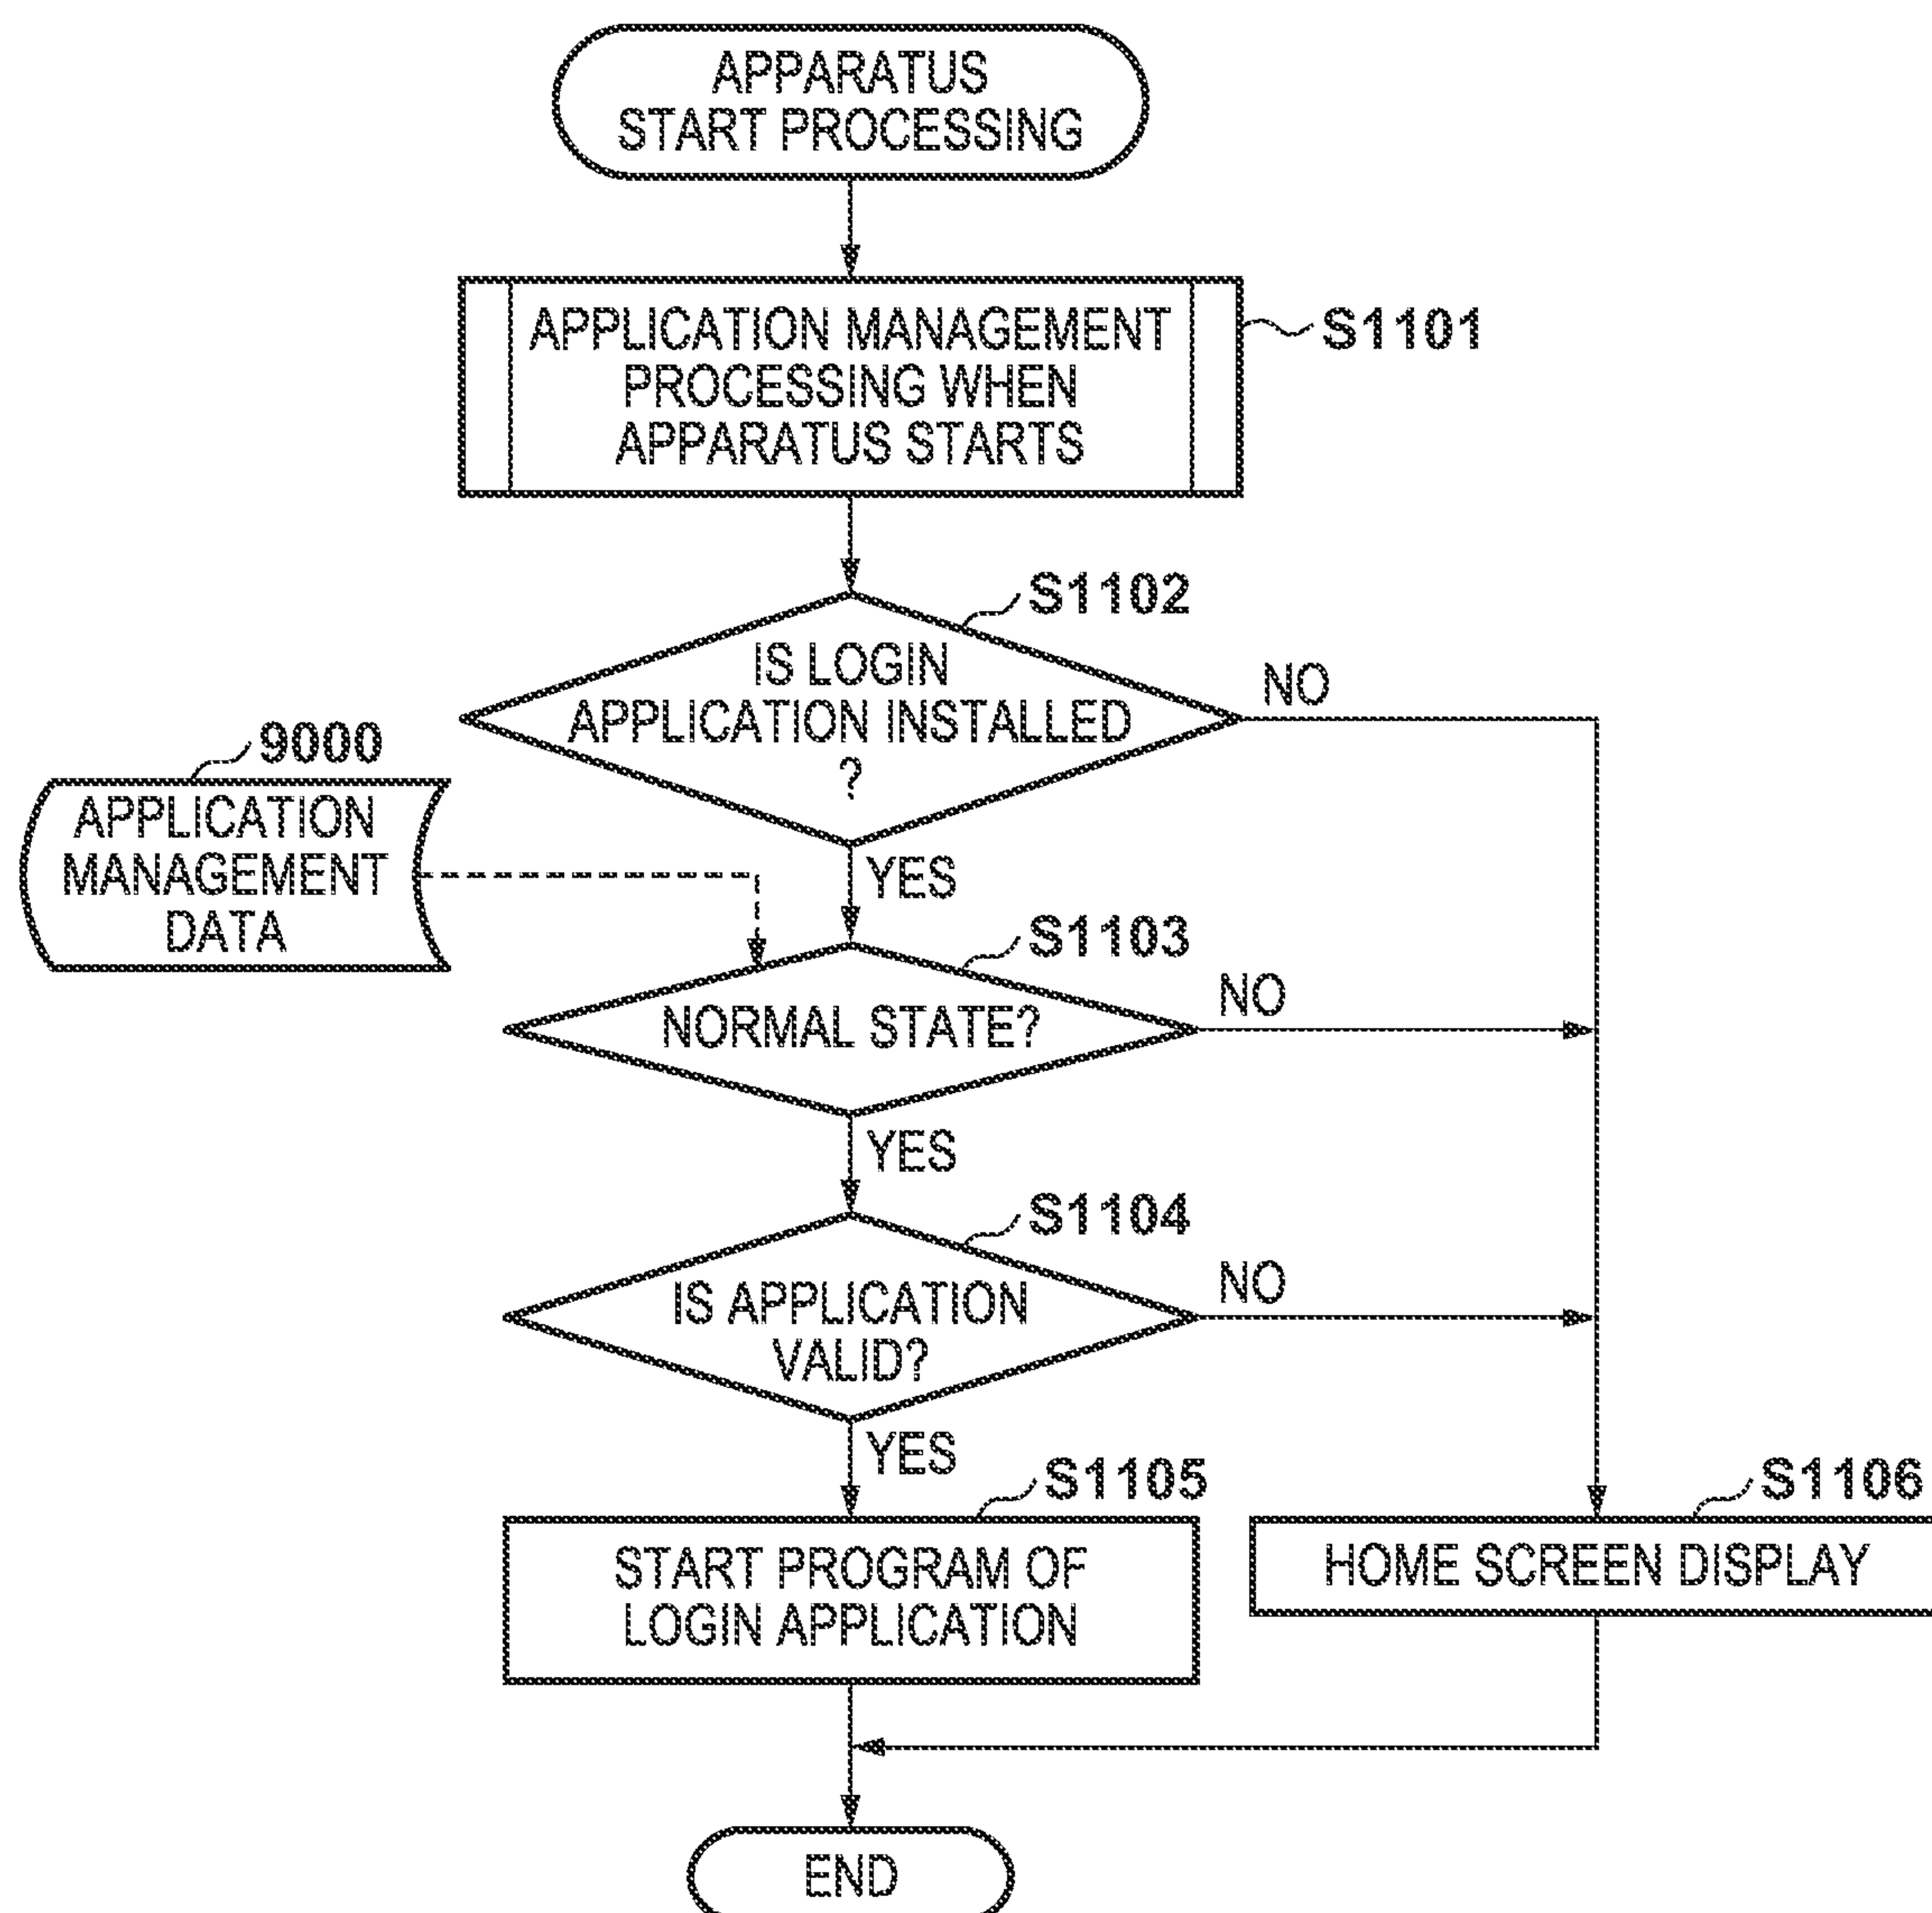 APPARATUS
START PROCESSING
APPLICATION MANAGEMENT
PROCESSING WHEN
APPARATUS STARTS
S1101
S1102
IS LOGIN
APPLICATION INSTALLED
?
NO
9000
APPLICATION
MANAGEMENT
DATA
YES
S1103
NORMAL STATE?
NO
YES
S1104
IS APPLICATION
VALID?
NO
YES
S1105
START PROGRAM OF
LOGIN APPLICATION
S1106
HOME SCREEN DISPLAY
END